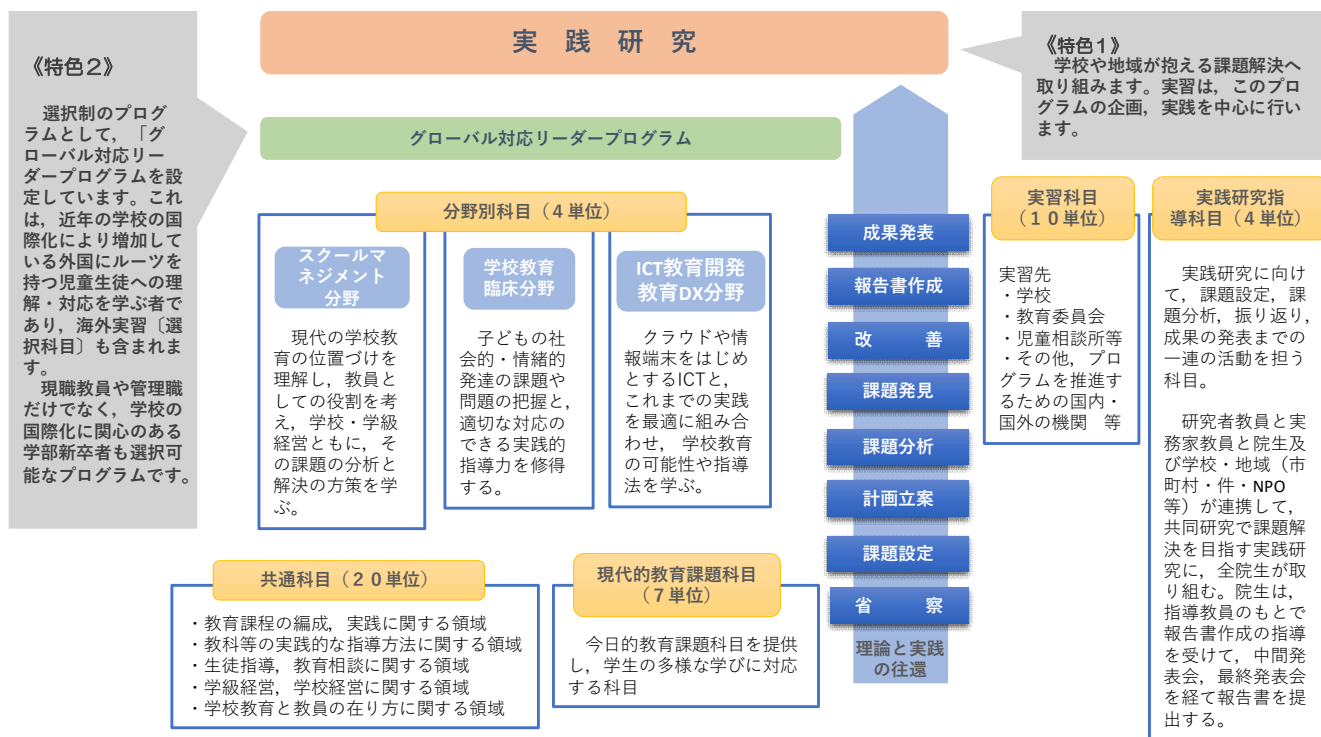 実 践 研 究
《特色２》
選択制のプログ
ラムとして，「グ
ローバル対応リー
ダープログラムを設
定しています。これ
は，近年の学校の国
際化により増加して
いる外国にルーツを
持つ児童生徒への理
解・対応を学ぶ者で
あり，海外実習〔選
択科目〕も含まれま
す。
現職教員や管理職
だけでなく，学校の
国際化に関心のある
学部新卒者も選択可
能なプログラムです。
《特色１》
学校や地域が抱える課題解決へ
取り組みます。実習は，このプロ
グラムの企画，実践を中心に行い
ます。
グローバル対応リーダープログラム
分野別科目（４単位）
スクールマ
ネジメント
分野
現代の学校教
育の位置づけを
理解し，教員と
しての役割を考
え，学校・学級
経営ともに，そ
の課題の分析と
解決の方策を学
ぶ。
学校教育
臨床分野
子どもの社
会的・情緒的
発達の課題や
問題の把握と，
適切な対応の
できる実践的
指導力を修得
する。
ICT教育開発
教育DX分野
クラウドや情
報端末をはじめ
とするICTと，
これまでの実践
を最適に組み合
わせ，学校教育
の可能性や指導
法を学ぶ。
成果発表
報告書作成
改 善
課題発見
課題分析
計画立案
課題設定
省 察
理論と実践
の往還
実習科目
（１０単位）
実習先
・学校
・教育委員会
・児童相談所等
・その他，プロ
グラムを推進す
るための国内・
国外の機関 等
実践研究指
導科目（４単位）
実践研究に向け
て，課題設定，課
題分析，振り返り，
成果の発表までの
一連の活動を担う
科目。
研究者教員と実
務家教員と院生及
び学校・地域（市
町村・件・NPO
等）が連携して，
共同研究で課題解
決を目指す実践研
究に，全院生が取
り組む。院生は，
指導教員のもとで
報告書作成の指導
を受けて，中間発
表会，最終発表会
を経て報告書を提
出する。
共通科目（２０単位）
・教育課程の編成，実践に関する領域
・教科等の実践的な指導方法に関する領域
・生徒指導，教育相談に関する領域
・学級経営，学校経営に関する領域
・学校教育と教員の在り方に関する領域
現代的教育課題科目
（７単位）
今日的教育課題科目を提供
し，学生の多様な学びに対応
する科目